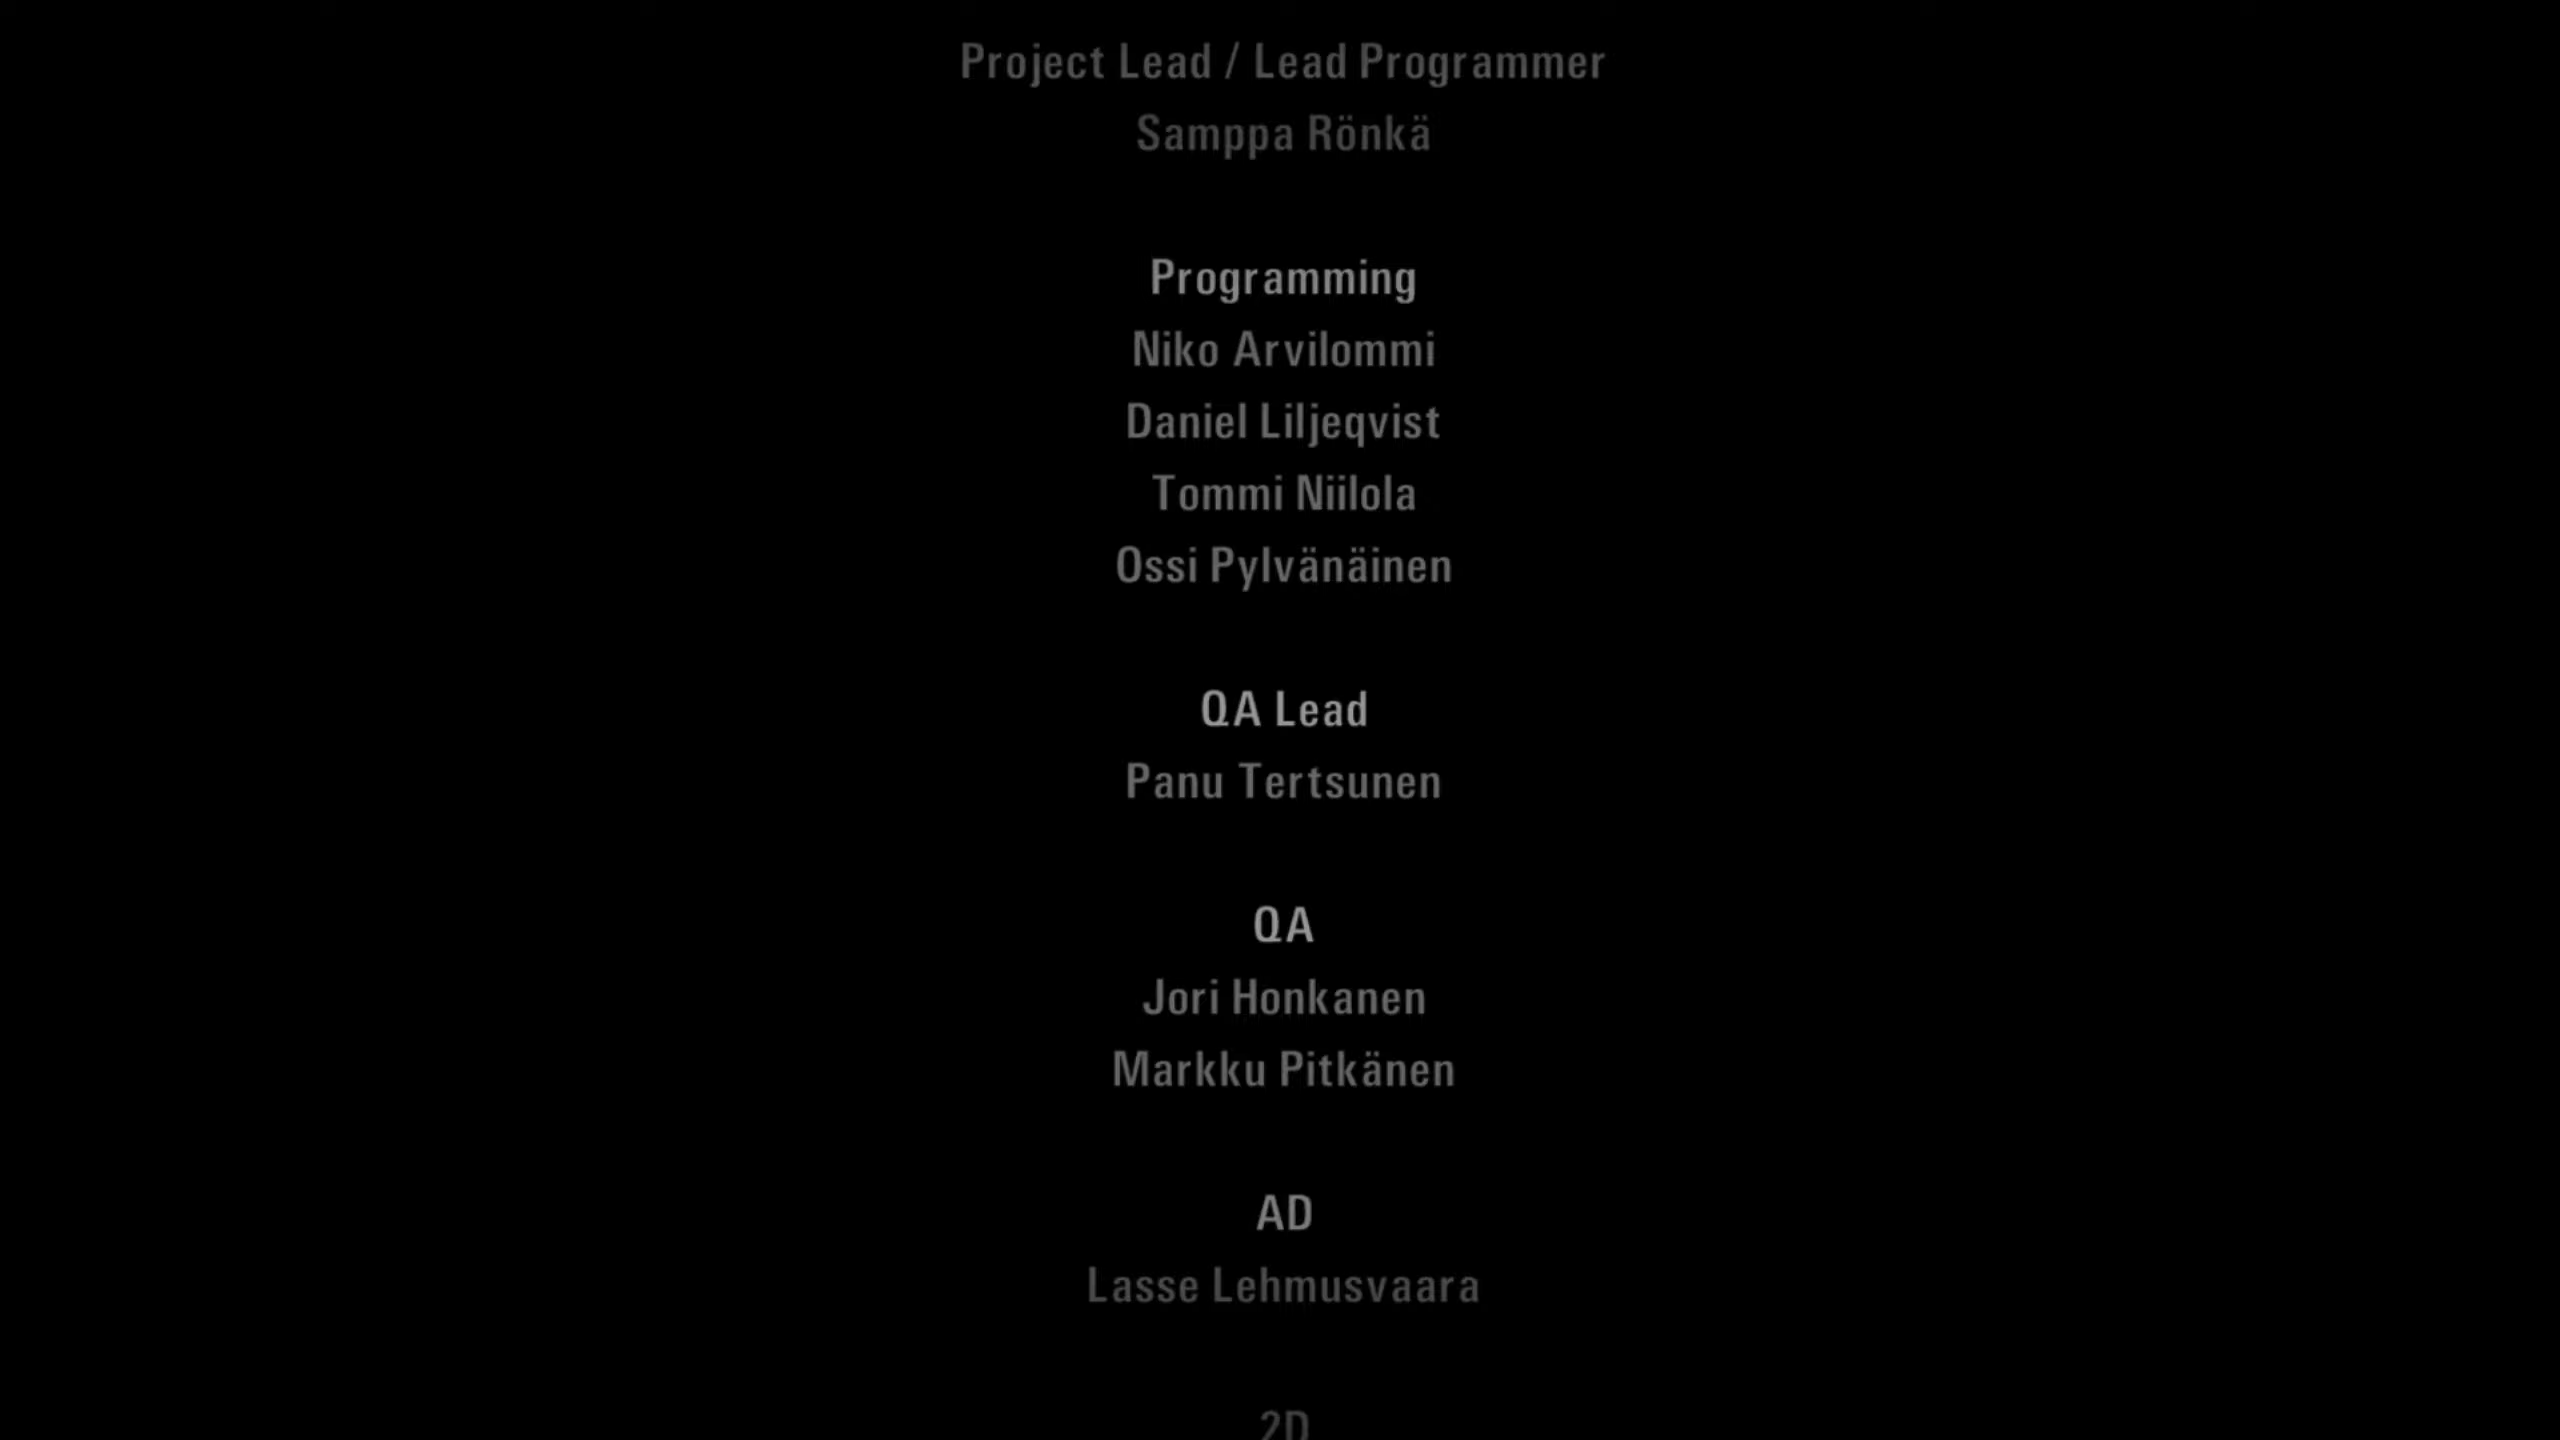 Project Lead / Lead Programmer
Samppa Rönkä
Programming
Niko Arvilommi
Daniel Liljeqvist
Tommi Niilola
Ossi Pylvänäinen
QA Lead
Panu Tertsunen
QA
Jori Honkanen
Markku Pitkänen
AD
Lasse Lehmusvaara
2D